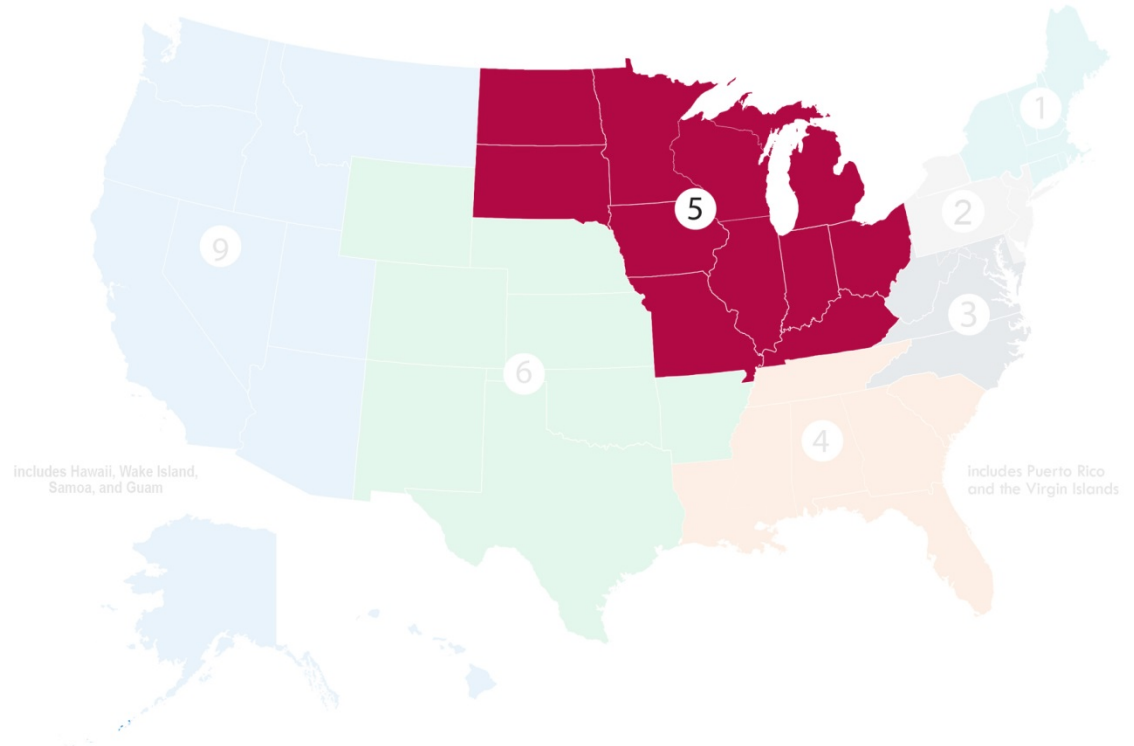 1
2
5
9
3
6
4
includes Hawaii, Wake Island,
Samoa, and Guam
includes Puerto Rico
and the Virgin Islands